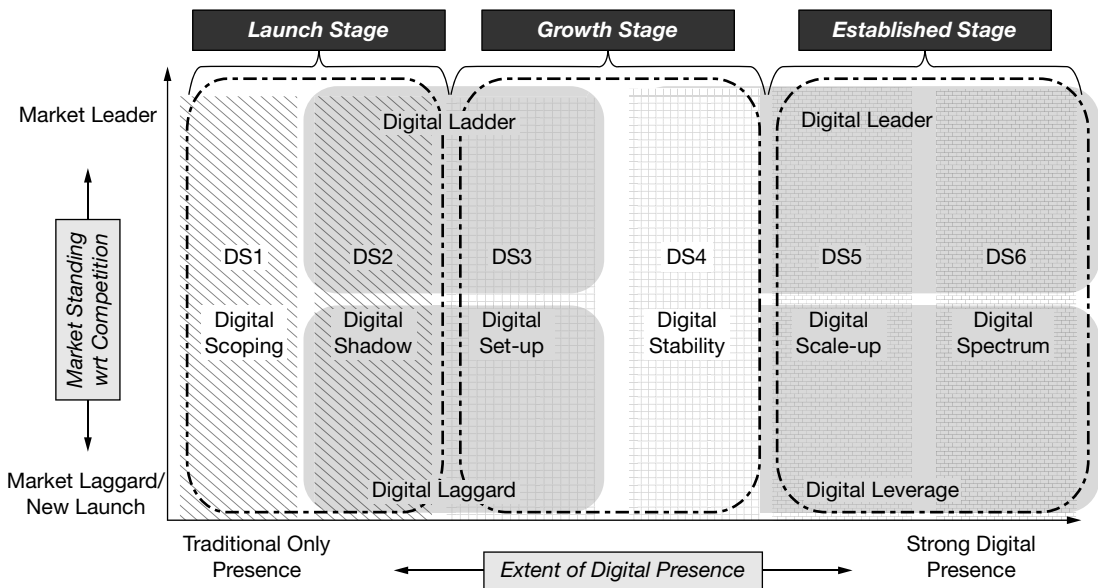 Launch Stage
Growth Stage
Established Stage
Market Leader
Digital Ladder
Digital Leader
Market Standing
wrt Competition
DS1
DS2
DS3
DS4
DS5
DS6
Digital
Scoping
Digital
Shadow
Digital
Set-up
Digital
Stability
Digital
Scale-up
Digital
Spectrum
Market Laggard/
New Launch
Digital Laggard
Digital Leverage
Traditional Only
Presence
Extent of Digital Presence
Strong Digital
Presence